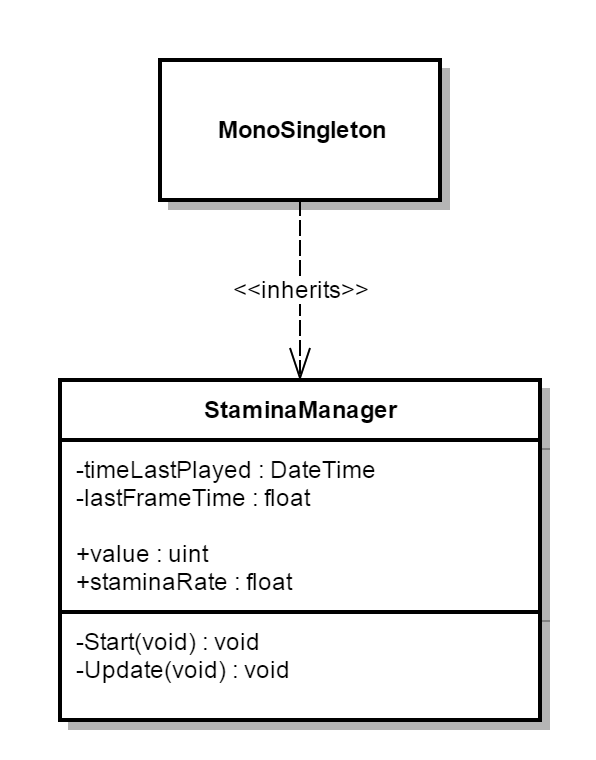 MonoSingleton
<<inherits>>
StaminaManager
-timeLastPlayed : DateTime
-lastFrameTime : float
+value : uint
+staminaRate : float
-Start(void) : void
-Update(void) : void